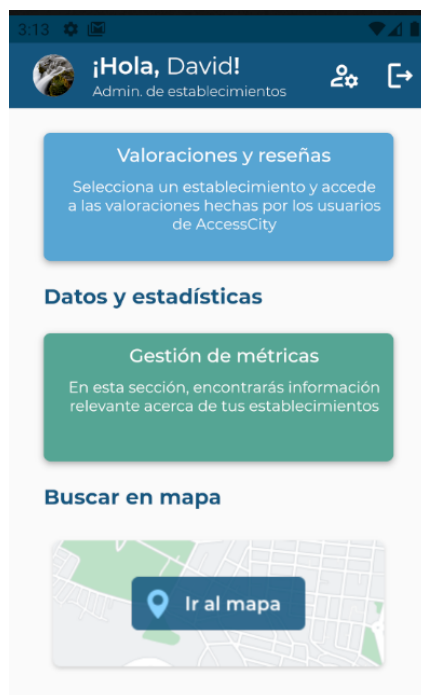 3:13
¡Hola, David!
Admin. de establecimientos
Valoraciones y reseñas
Selecciona un establecimiento y accede
a las valoraciones hechas por los usuarios
de AccessCity
Datos y estadísticas
Gestión de métricas
En esta sección, encontrarás información
relevante acerca de tus establecimientos
Buscar en mapa
Ir al mapa